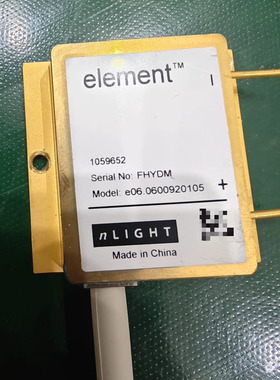 element™
I
1059652
Serial No: FHYDM
Model: e06.0600920105
+
nLIGHT
Made in China